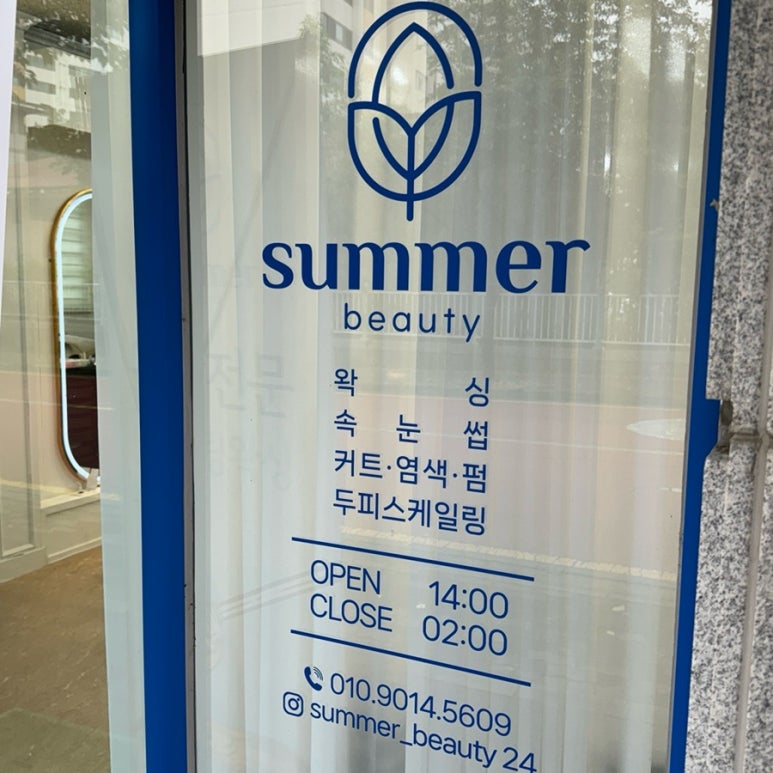 summer
beauty
왁 싱
속 눈 썹
커트·염색·펌
두피스케일링
OPEN 14:00
CLOSE 02:00
010.9014.5609
summer_beauty 24